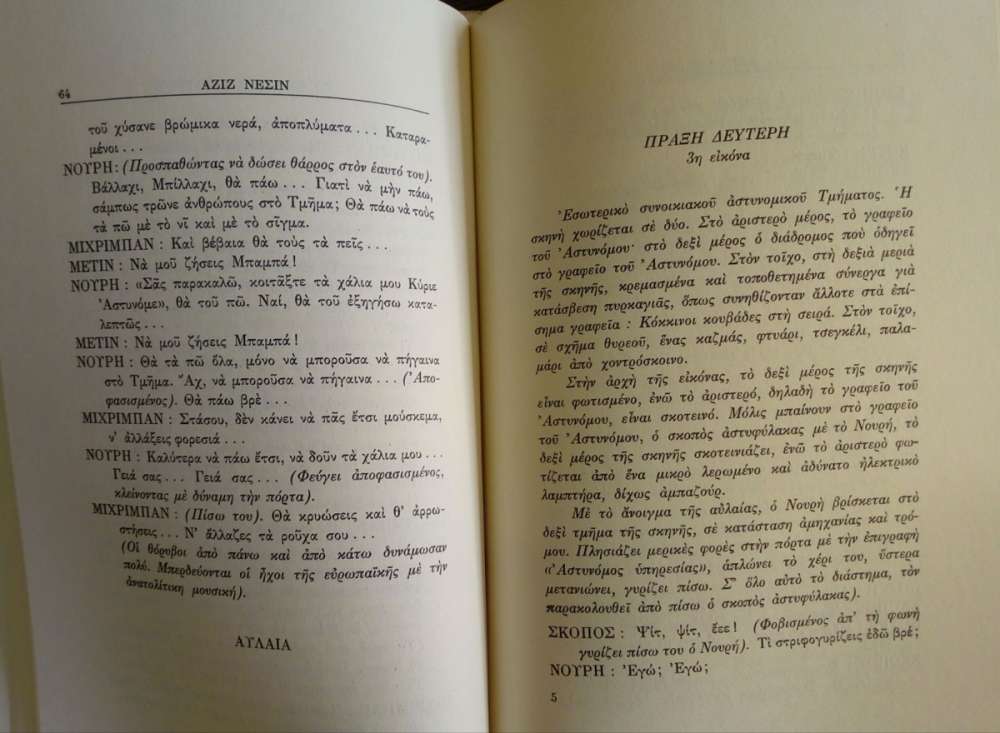 64
ΑΖΙΖ ΝΕΣΙΝ
τοῦ χύσανε βρώμικα νερά, ἀποπλύματα... Καταρα-
μένοι...
ΝΟΥΡΗ: (Προσπαθώντας νὰ δώσει θάρρος στὸν ἑαυτό του).
Βάλλαχι, Μπίλλαχι, θὰ πάω... Γιατὶ νὰ μὴν πάω,
σάμπως τρῶνε ἀνθρώπους στὸ Τμῆμα; Θὰ πάω νὰ τοὺς
τὰ πῶ μὲ τὸ νῖ καὶ μὲ τὸ σῖγμα.
ΜΙΧΡΙΜΠΑΝ: Καὶ βέβαια θὰ τοὺς τὰ πεῖς...
ΜΕΤΙΝ: Νὰ μοῦ ζήσεις Μπαμπά!
ΝΟΥΡΗ: «Σᾶς παρακαλῶ, κοιτᾶξτε τὰ χάλια μου Κύριε
Ἀστυνόμε», θὰ τοῦ πῶ. Ναί, θὰ τοῦ ἐξηγήσω κατα-
λεπτῶς...
ΜΕΤΙΝ: Νὰ μοῦ ζήσεις Μπαμπά!
ΝΟΥΡΗ: Θὰ τὰ πῶ ὅλα, μόνο νὰ μποροῦσα νὰ πήγαινα
στὸ Τμῆμα. Ἄχ, νὰ μποροῦσα νὰ πήγαινα... (Ἀπο-
φασισμένος). Θὰ πάω βρὲ...
ΜΙΧΡΙΜΠΑΝ: Στάσου, δὲν κάνει νὰ πᾶς ἔτσι μούσκεμα,
ν' ἀλλάξεις φορεσιά...
ΝΟΥΡΗ: Καλύτερα νὰ πάω ἔτσι, νὰ δοῦν τὰ χάλια μου...
Γειά σας... Γειά σας... (Φεύγει ἀποφασισμένος,
κλείνοντας μὲ δύναμη τὴν πόρτα).
ΜΙΧΡΙΜΠΑΝ: (Πίσω του). Θὰ κρυώσεις καὶ θ' ἀρρω-
στήσεις... Ν' ἄλλαζες τὰ ροῦχα σου...
(Οἱ θόρυβοι ἀπὸ πάνω καὶ ἀπὸ κάτω δυνάμωσαν
πολύ. Μπερδεύονται οἱ ἦχοι τῆς εὐρωπαϊκῆς μὲ τὴν
ἀνατολίτικη μουσική).
ΑΥΛΑΙΑ
ΠΡΑΞΗ ΔΕΥΤΕΡΗ
3η εἰκόνα
Ἐσωτερικὸ συνοικιακοῦ ἀστυνομικοῦ Τμήματος. Ἡ
σκηνὴ χωρίζεται σὲ δύο. Στὸ ἀριστερὸ μέρος, τὸ γραφεῖο
τοῦ Ἀστυνόμου· στὸ δεξὶ μέρος ὁ διάδρομος ποὺ ὁδηγεῖ
στὸ γραφεῖο τοῦ Ἀστυνόμου. Στὸν τοῖχο, στὴ δεξιὰ μεριὰ
τῆς σκηνῆς, κρεμασμένα καὶ τοποθετημένα σύνεργα γιὰ
κατάσβεση πυρκαγιᾶς, ὅπως συνηθίζονταν ἄλλοτε στὰ ἐπί-
σημα γραφεῖα: Κόκκινοι κουβάδες στὴ σειρά. Στὸν τοῖχο,
σὲ σχῆμα θυρεοῦ, ἕνας καζμάς, φτυάρι, τσεγκέλι, παλα-
μάρι ἀπὸ χοντρόσκοινο.
Στὴν ἀρχὴ τῆς εἰκόνας, τὸ δεξὶ μέρος τῆς σκηνῆς
εἶναι φωτισμένο, ἐνῶ τὸ ἀριστερό, δηλαδὴ τὸ γραφεῖο τοῦ
Ἀστυνόμου, εἶναι σκοτεινό. Μόλις μπαίνουν στὸ γραφεῖο
τοῦ Ἀστυνόμου, ὁ σκοπὸς ἀστυφύλακας μὲ τὸ Νουρή, τὸ
δεξὶ μέρος τῆς σκηνῆς σκοτεινιάζει, ἐνῶ τὸ ἀριστερὸ φω-
τίζεται ἀπὸ ἕνα μικρὸ λερωμένο καὶ ἀδύνατο ἠλεκτρικὸ
λαμπτήρα, δίχως ἀμπαζούρ.
Μὲ τὸ ἄνοιγμα τῆς αὐλαίας, ὁ Νουρὴ βρίσκεται στὸ
δεξὶ τμῆμα τῆς σκηνῆς, σὲ κατάσταση ἀμηχανίας καὶ τρό-
μου. Πλησιάζει μερικὲς φορὲς στὴν πόρτα μὲ τὴν ἐπιγραφὴ
«Ἀστυνόμος ὑπηρεσίας», ἁπλώνει τὸ χέρι του, ὕστερα
μετανιώνει, γυρίζει πίσω. Σ' ὅλο αὐτὸ τὸ διάστημα, τὸν
παρακολουθεῖ ἀπὸ πίσω ὁ σκοπὸς ἀστυφύλακας).
ΣΚΟΠΟΣ: Ψίτ, ψίτ, ἔεε! (Φοβισμένος ἀπ' τὴ φωνὴ
γυρίζει πίσω του ὁ Νουρή). Τὶ στριφογυρίζεις ἐδῶ βρέ;
ΝΟΥΡΗ: Ἐγώ; Ἐγώ;
5